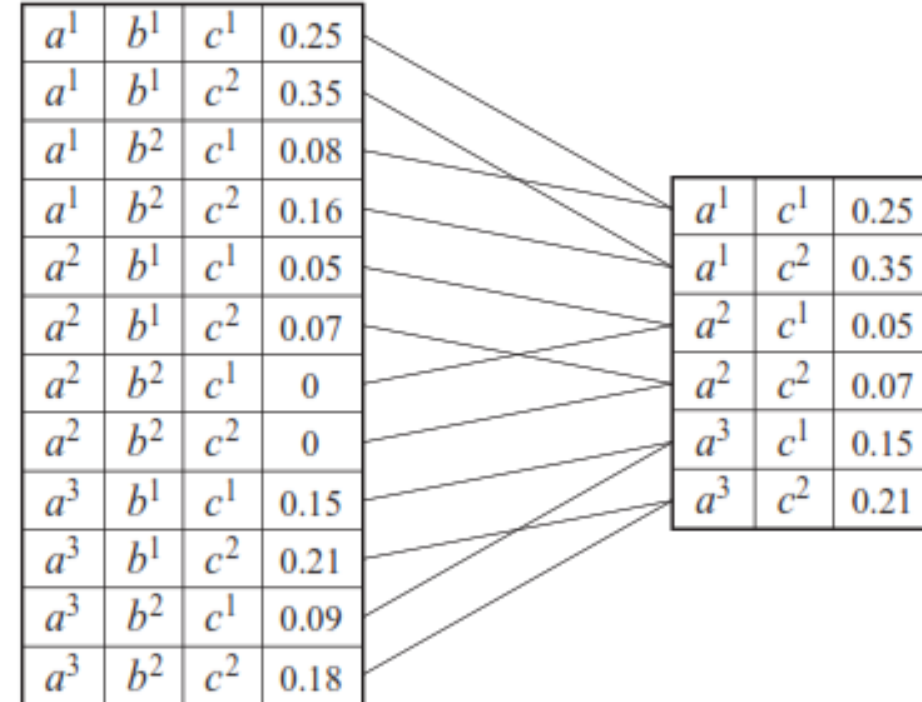 a¹ b¹ c¹ 0.25
a¹ b¹ c² 0.35
a¹ b² c¹ 0.08
a¹ b² c² 0.16
a² b¹ c¹ 0.05
a² b¹ c² 0.07
a² b² c¹ 0
a² b² c² 0
a³ b¹ c¹ 0.15
a³ b¹ c² 0.21
a³ b² c¹ 0.09
a³ b² c² 0.18
a¹ c¹ 0.25
a¹ c² 0.35
a² c¹ 0.05
a² c² 0.07
a³ c¹ 0.15
a³ c² 0.21